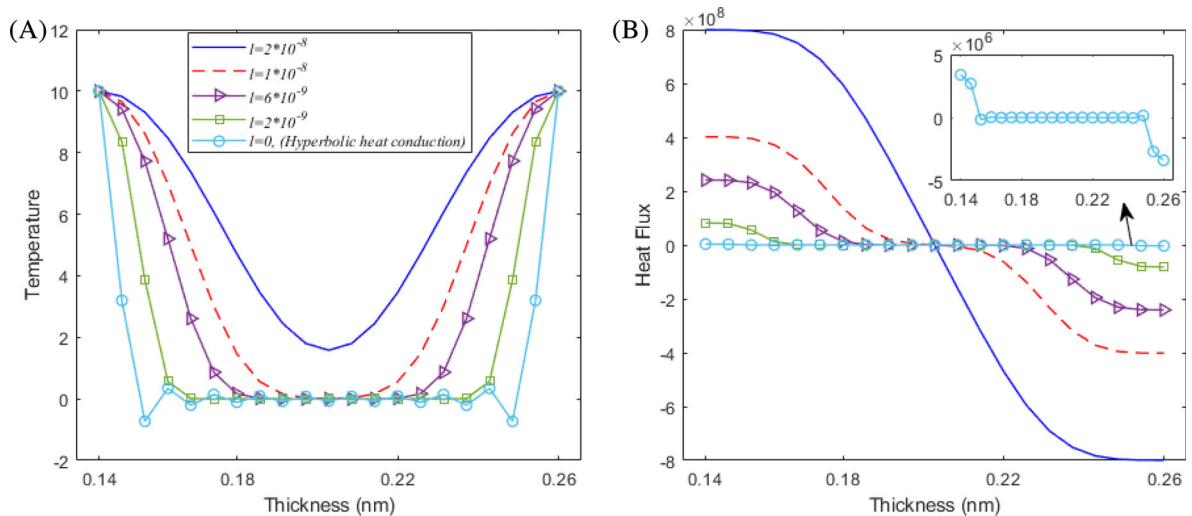 (A)
12
10
8
6
4
2
0
-2
Temperature
0.14 0.18 0.22 0.26
Thickness (nm)
l=2*10^-8
l=1*10^-8
l=6*10^-9
l=2*10^-9
l=0, (Hyperbolic heat conduction)
(B)
×10^8
8
6
4
2
0
-2
-4
-6
-8
Heat Flux
0.14 0.18 0.22 0.26
Thickness (nm)
×10^6
5
0
-5
0.14 0.18 0.22 0.26